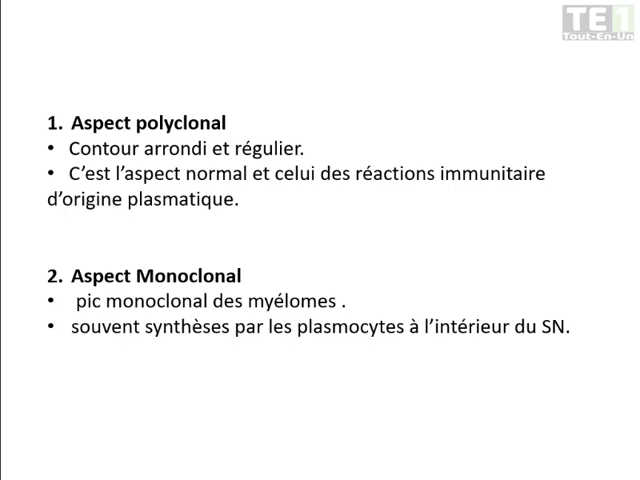 TE1
Tout-En-Un
1. Aspect polyclonal
• Contour arrondi et régulier.
• C’est l’aspect normal et celui des réactions immunitaire
d’origine plasmatique.
2. Aspect Monoclonal
• pic monoclonal des myélomes .
• souvent synthèses par les plasmocytes à l’intérieur du SN.